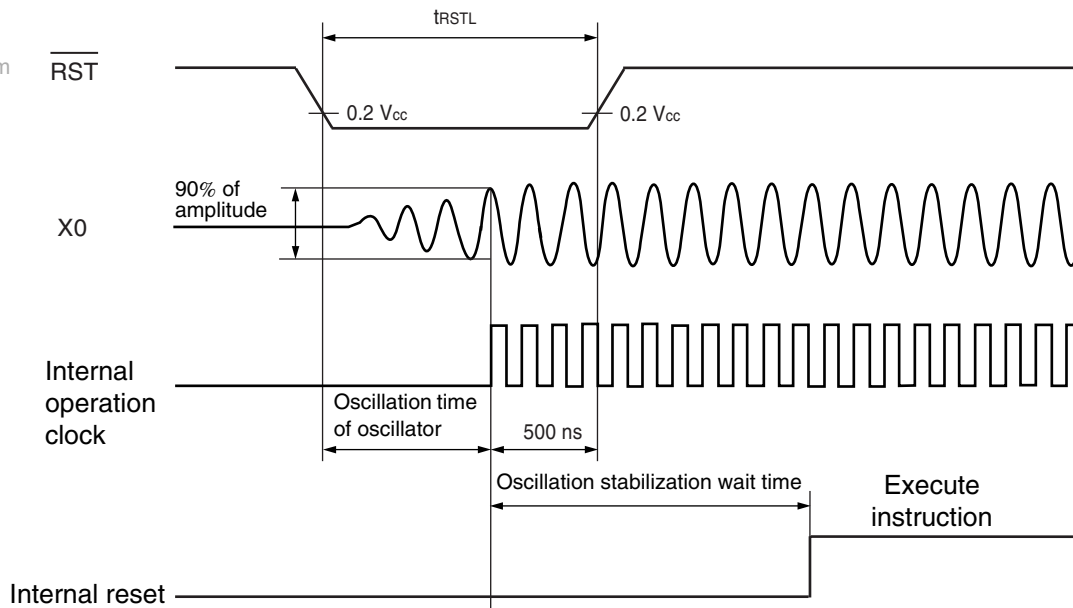 tRSTL
m
RST
0.2 Vcc
0.2 Vcc
90% of
amplitude
X0
Internal
operation
clock
Oscillation time
of oscillator
500 ns
Oscillation stabilization wait time
Execute
instruction
Internal reset